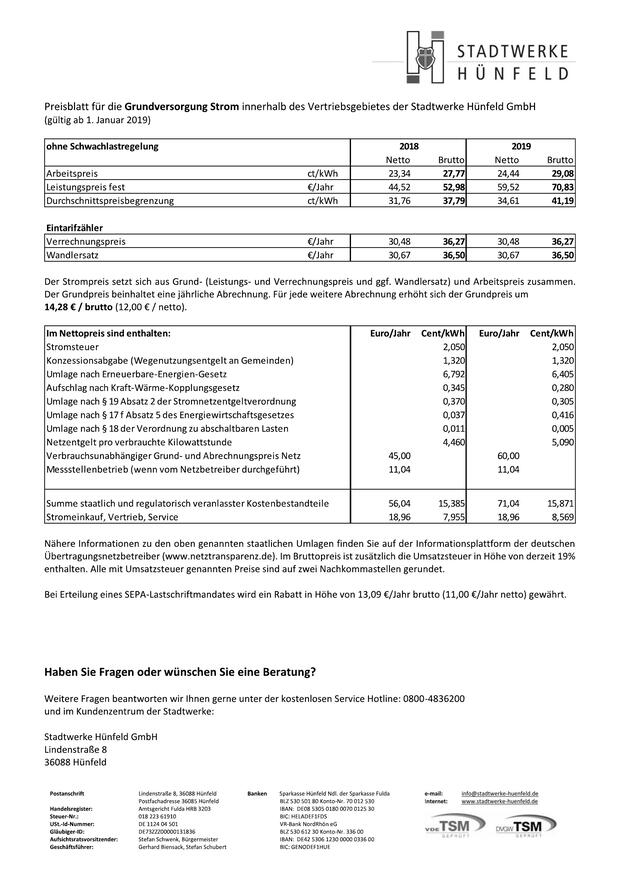 STADTWERKE
HÜNFELD
Preisblatt für die Grundversorgung Strom innerhalb des Vertriebsgebietes der Stadtwerke Hünfeld GmbH
(gültig ab 1. Januar 2019)
ohne Schwachlastregelung 2018 2019
Netto Brutto Netto Brutto
Arbeitspreis ct/kWh 23,34 27,77 24,44 29,08
Leistungspreis fest €/Jahr 44,52 52,98 59,52 70,83
Durchschnittspreisbegrenzung ct/kWh 31,76 37,79 34,61 41,19
Eintarifzähler
Verrechnungspreis €/Jahr 30,48 36,27 30,48 36,27
Wandlersatz €/Jahr 30,67 36,50 30,67 36,50
Der Strompreis setzt sich aus Grund- (Leistungs- und Verrechnungspreis und ggf. Wandlersatz) und Arbeitspreis zusammen.
Der Grundpreis beinhaltet eine jährliche Abrechnung. Für jede weitere Abrechnung erhöht sich der Grundpreis um
14,28 € / brutto (12,00 € / netto).
Im Nettopreis sind enthalten: Euro/Jahr Cent/kWh Euro/Jahr Cent/kWh
Stromsteuer 2,050 2,050
Konzessionsabgabe (Wegenutzungsentgelt an Gemeinden) 1,320 1,320
Umlage nach Erneuerbare-Energien-Gesetz 6,792 6,405
Aufschlag nach Kraft-Wärme-Kopplungsgesetz 0,345 0,280
Umlage nach § 19 Absatz 2 der Stromnetzentgeltverordnung 0,370 0,305
Umlage nach § 17 f Absatz 5 des Energiewirtschaftsgesetzes 0,037 0,416
Umlage nach § 18 der Verordnung zu abschaltbaren Lasten 0,011 0,005
Netzentgelt pro verbrauchte Kilowattstunde 4,460 5,090
Verbrauchsunabhängiger Grund- und Abrechnungspreis Netz 45,00 60,00
Messstellenbetrieb (wenn vom Netzbetreiber durchgeführt) 11,04 11,04
Summe staatlich und regulatorisch veranlasster Kostenbestandteile 56,04 15,385 71,04 15,871
Stromeinkauf, Vertrieb, Service 18,96 7,955 18,96 8,569
Nähere Informationen zu den oben genannten staatlichen Umlagen finden Sie auf der Informationsplattform der deutschen
Übertragungsnetzbetreiber (www.netztransparenz.de). Im Bruttopreis ist zusätzlich die Umsatzsteuer in Höhe von derzeit 19%
enthalten. Alle mit Umsatzsteuer genannten Preise sind auf zwei Nachkommastellen gerundet.
Bei Erteilung eines SEPA-Lastschriftmandates wird ein Rabatt in Höhe von 13,09 €/Jahr brutto (11,00 €/Jahr netto) gewährt.
Haben Sie Fragen oder wünschen Sie eine Beratung?
Weitere Fragen beantworten wir Ihnen gerne unter der kostenlosen Service Hotline: 0800-4836200
und im Kundenzentrum der Stadtwerke:
Stadtwerke Hünfeld GmbH
Lindenstraße 8
36088 Hünfeld
Postanschrift Lindenstraße 8, 36088 Hünfeld Banken Sparkasse Hünfeld Ndl. der Sparkasse Fulda e-mail: info@stadtwerke-huenfeld.de
Postfachadresse 36085 Hünfeld BLZ 530 501 80 Konto-Nr. 70 012 530 Internet: www.stadtwerke-huenfeld.de
Handelsregister: Amtsgericht Fulda HRB 3203 IBAN: DE08 5305 0180 0070 0125 30
Steuer-Nr.: 018 223 61910 BIC: HELADEF1FDS
USt.-Id-Nummer: DE 1124 04 501 VR-Bank NordRhön eG
Gläubiger-ID: DE73ZZZ00000131836 BLZ 530 612 30 Konto-Nr. 336 00
Aufsichtsratsvorsitzender: Stefan Schwenk, Bürgermeister IBAN: DE42 5306 1230 0000 0336 00
Geschäftsführer: Gerhard Biensack, Stefan Schubert BIC: GENODEF1HUE
VDE TSM GEPRÜFT
DVGW TSM GEPRÜFT